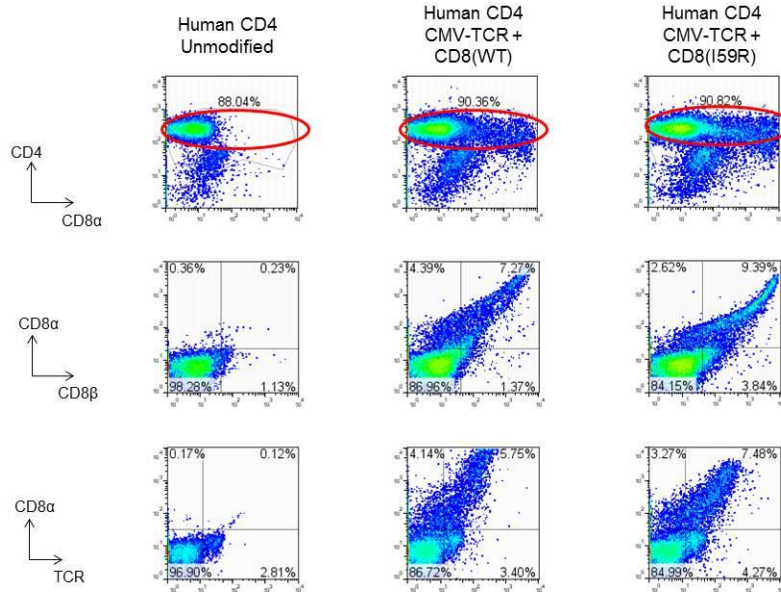 Human CD4
Unmodified
Human CD4
CMV-TCR +
CD8(WT)
Human CD4
CMV-TCR +
CD8(I59R)
88.04%
90.36%
90.82%
CD4
CD8α
0.36% 0.23%
4.39% 7.27%
2.62% 9.39%
CD8α
CD8β
98.28% 1.13%
86.96% 1.37%
84.15% 3.84%
0.17% 0.12%
4.14% 5.75%
3.27% 7.48%
CD8α
TCR
96.90% 2.81%
86.72% 3.40%
84.99% 4.27%